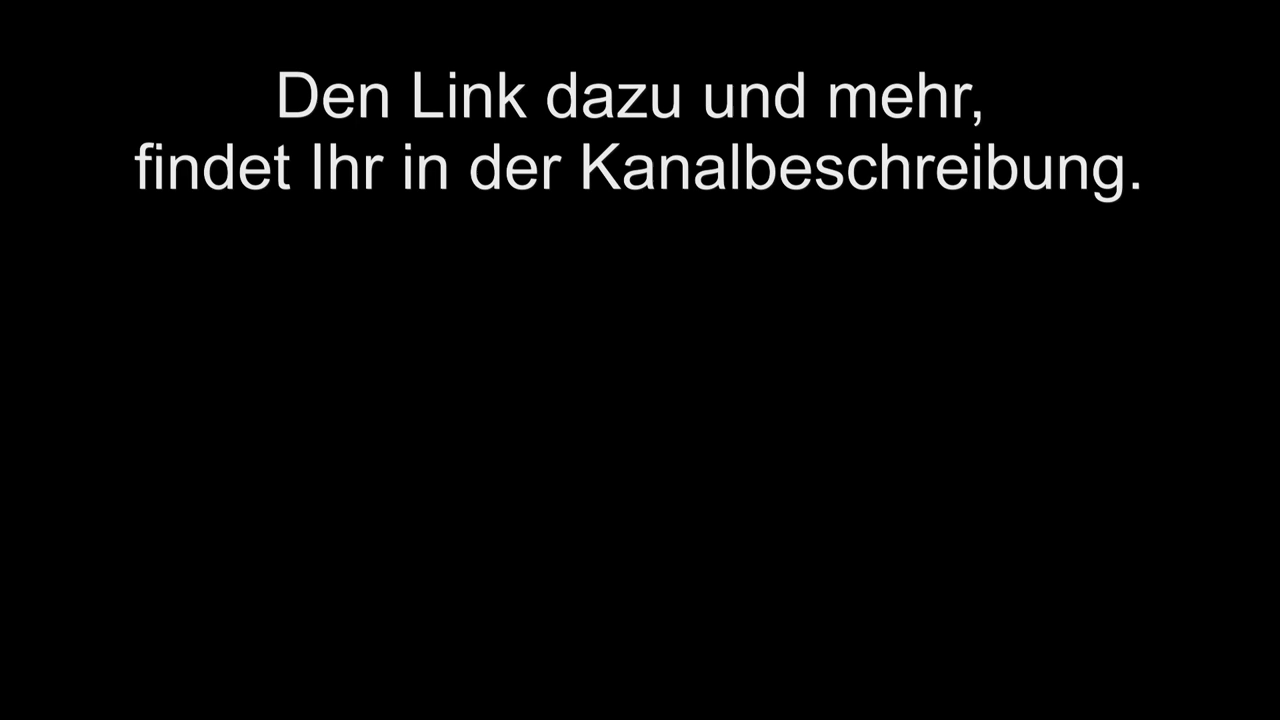 Den Link dazu und mehr,
findet Ihr in der Kanalbeschreibung.